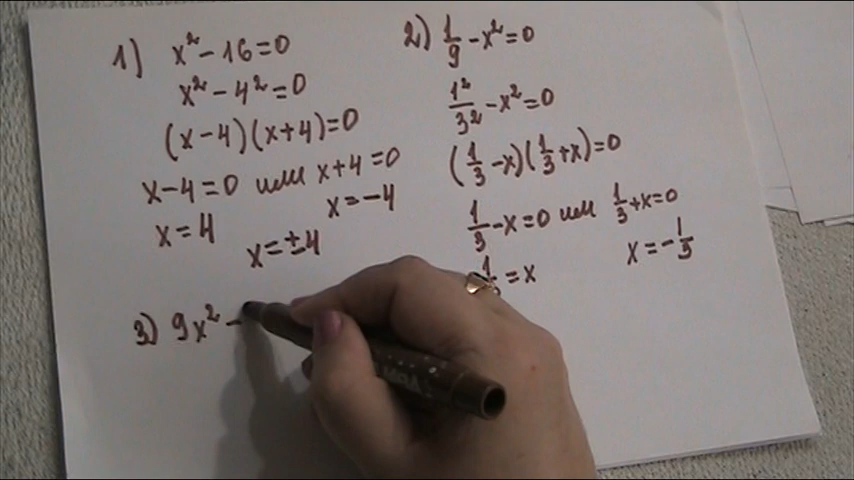 1) x² - 16 = 0
x² - 4² = 0
(x - 4)(x + 4) = 0
x - 4 = 0 или x + 4 = 0
x = 4 x = -4
x = ±4
2) 1/9 - x² = 0
1²/3² - x² = 0
(1/3 - x)(1/3 + x) = 0
1/3 - x = 0 или 1/3 + x = 0
= x x = -1/3
3) 9x² -